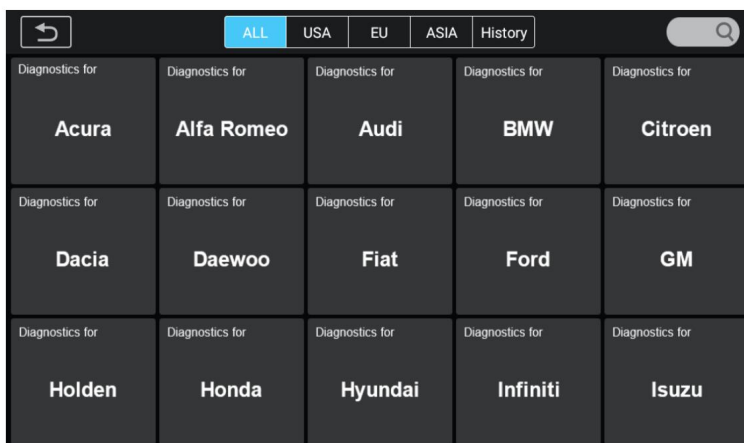 ALL USA EU ASIA History
Diagnostics for Diagnostics for Diagnostics for Diagnostics for Diagnostics for
Acura Alfa Romeo Audi BMW Citroen
Diagnostics for Diagnostics for Diagnostics for Diagnostics for Diagnostics for
Dacia Daewoo Fiat Ford GM
Diagnostics for Diagnostics for Diagnostics for Diagnostics for Diagnostics for
Holden Honda Hyundai Infiniti Isuzu